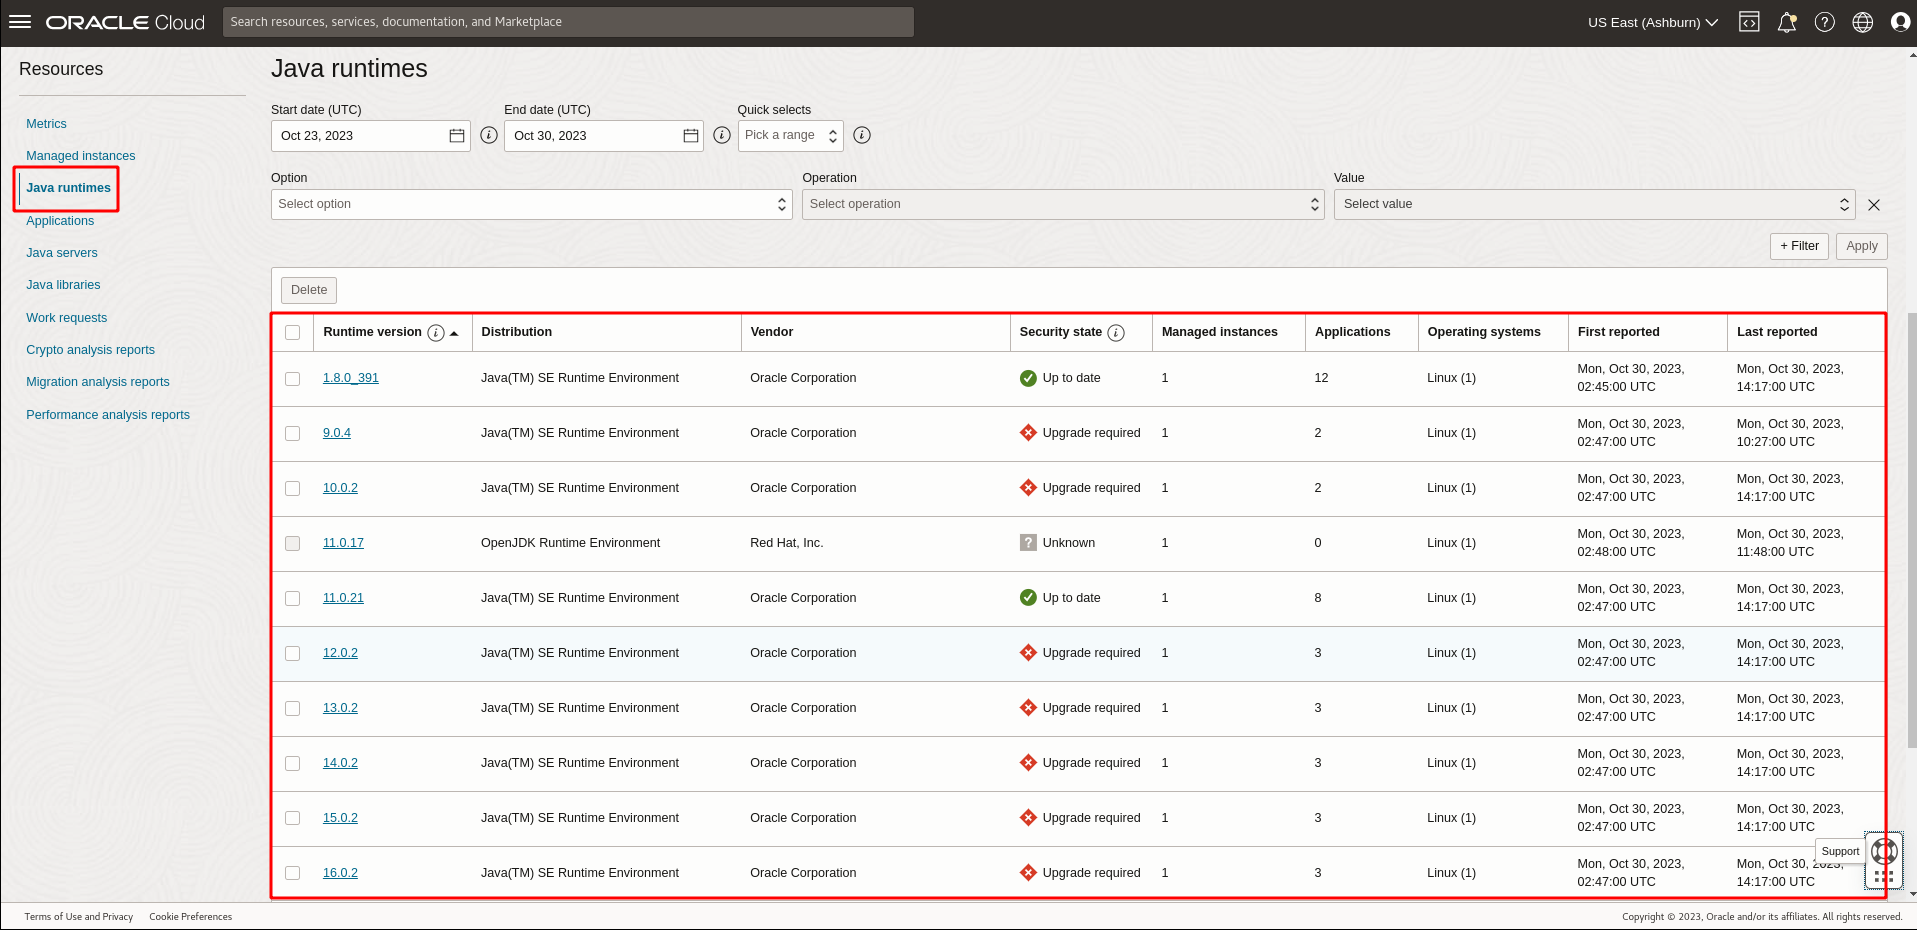 ORACLE Cloud
Search resources, services, documentation, and Marketplace
US East (Ashburn)
Resources
Metrics
Managed instances
Java runtimes
Applications
Java servers
Java libraries
Work requests
Crypto analysis reports
Migration analysis reports
Performance analysis reports
Java runtimes
Start date (UTC) End date (UTC) Quick selects
Oct 23, 2023 Oct 30, 2023 Pick a range
Option Operation Value
Select option Select operation Select value
+ Filter Apply
Delete
Runtime version Distribution Vendor Security state Managed instances Applications Operating systems First reported Last reported
1.8.0_391 Java(TM) SE Runtime Environment Oracle Corporation Up to date 1 12 Linux (1) Mon, Oct 30, 2023, Mon, Oct 30, 2023,
02:45:00 UTC 14:17:00 UTC
9.0.4 Java(TM) SE Runtime Environment Oracle Corporation Upgrade required 1 2 Linux (1) Mon, Oct 30, 2023, Mon, Oct 30, 2023,
02:47:00 UTC 10:27:00 UTC
10.0.2 Java(TM) SE Runtime Environment Oracle Corporation Upgrade required 1 2 Linux (1) Mon, Oct 30, 2023, Mon, Oct 30, 2023,
02:47:00 UTC 14:17:00 UTC
11.0.17 OpenJDK Runtime Environment Red Hat, Inc. Unknown 1 0 Linux (1) Mon, Oct 30, 2023, Mon, Oct 30, 2023,
02:48:00 UTC 11:48:00 UTC
11.0.21 Java(TM) SE Runtime Environment Oracle Corporation Up to date 1 8 Linux (1) Mon, Oct 30, 2023, Mon, Oct 30, 2023,
02:47:00 UTC 14:17:00 UTC
12.0.2 Java(TM) SE Runtime Environment Oracle Corporation Upgrade required 1 3 Linux (1) Mon, Oct 30, 2023, Mon, Oct 30, 2023,
02:47:00 UTC 14:17:00 UTC
13.0.2 Java(TM) SE Runtime Environment Oracle Corporation Upgrade required 1 3 Linux (1) Mon, Oct 30, 2023, Mon, Oct 30, 2023,
02:47:00 UTC 14:17:00 UTC
14.0.2 Java(TM) SE Runtime Environment Oracle Corporation Upgrade required 1 3 Linux (1) Mon, Oct 30, 2023, Mon, Oct 30, 2023,
02:47:00 UTC 14:17:00 UTC
15.0.2 Java(TM) SE Runtime Environment Oracle Corporation Upgrade required 1 3 Linux (1) Mon, Oct 30, 2023, Mon, Oct 30, 2023,
02:47:00 UTC 14:17:00 UTC
Support
16.0.2 Java(TM) SE Runtime Environment Oracle Corporation Upgrade required 1 3 Linux (1) Mon, Oct 30, 2023, Mon, Oct 30, 2023,
02:47:00 UTC 14:17:00 UTC
Terms of Use and Privacy Cookie Preferences Copyright © 2023, Oracle and/or its affiliates. All rights reserved.